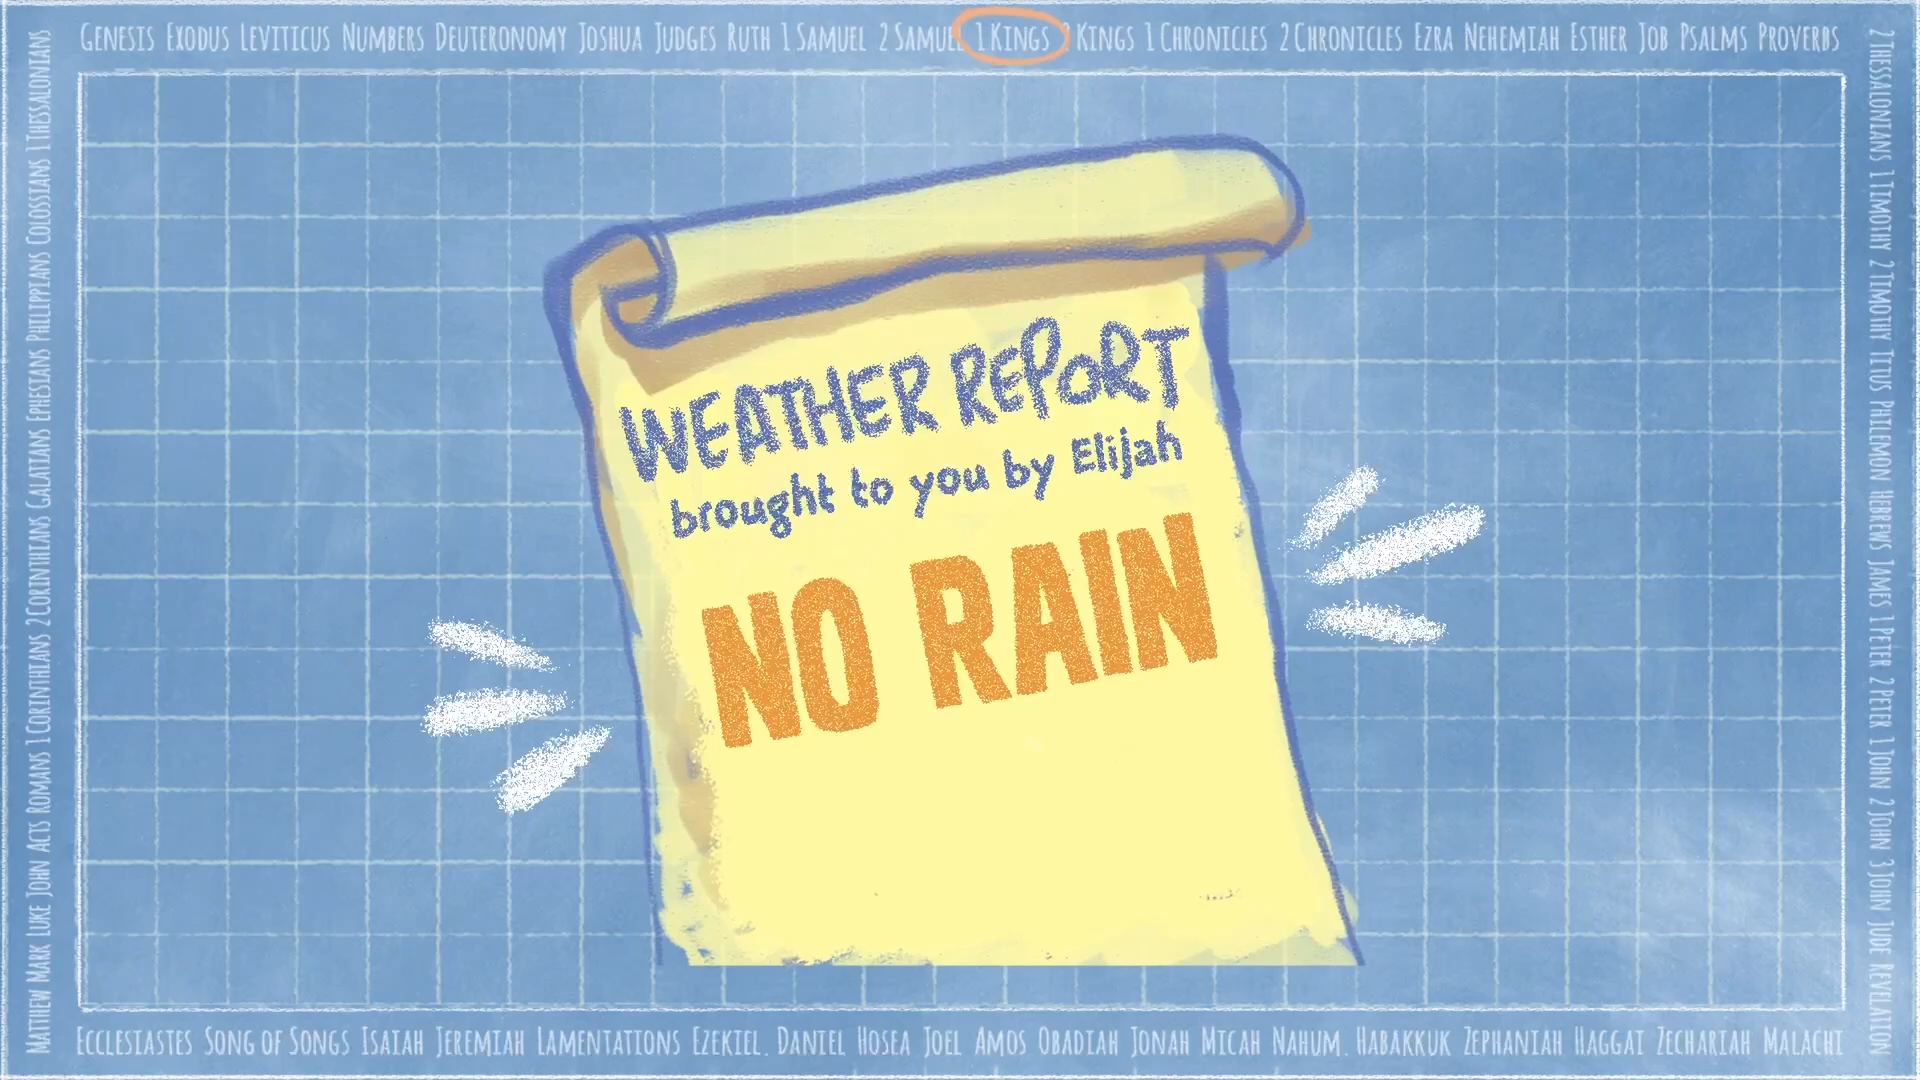 Genesis Exodus Leviticus Numbers Deuteronomy Joshua Judges Ruth 1 Samuel 2 Samuel 1 Kings Kings 1 Chronicles 2 Chronicles Ezra Nehemiah Esther Job Psalms Proverbs
Weather Report
brought to you by Elijah
NO RAIN
Ecclesiastes Song of Songs Isaiah Jeremiah Lamentations Ezekiel. Daniel Hosea Joel Amos Obadiah Jonah Micah Nahum. Habakkuk Zephaniah Haggai Zechariah Malachi
Matthew Mark Luke John Acts Romans 1 Corinthians 2 Corinthians Galatians Ephesians Philippians Colossians 1 Thessalonians
2 Thessalonians 1 Timothy 2 Timothy Titus Philemon Hebrews James 1 Peter 2 Peter 1 John 2 John 3 John Jude Revelation